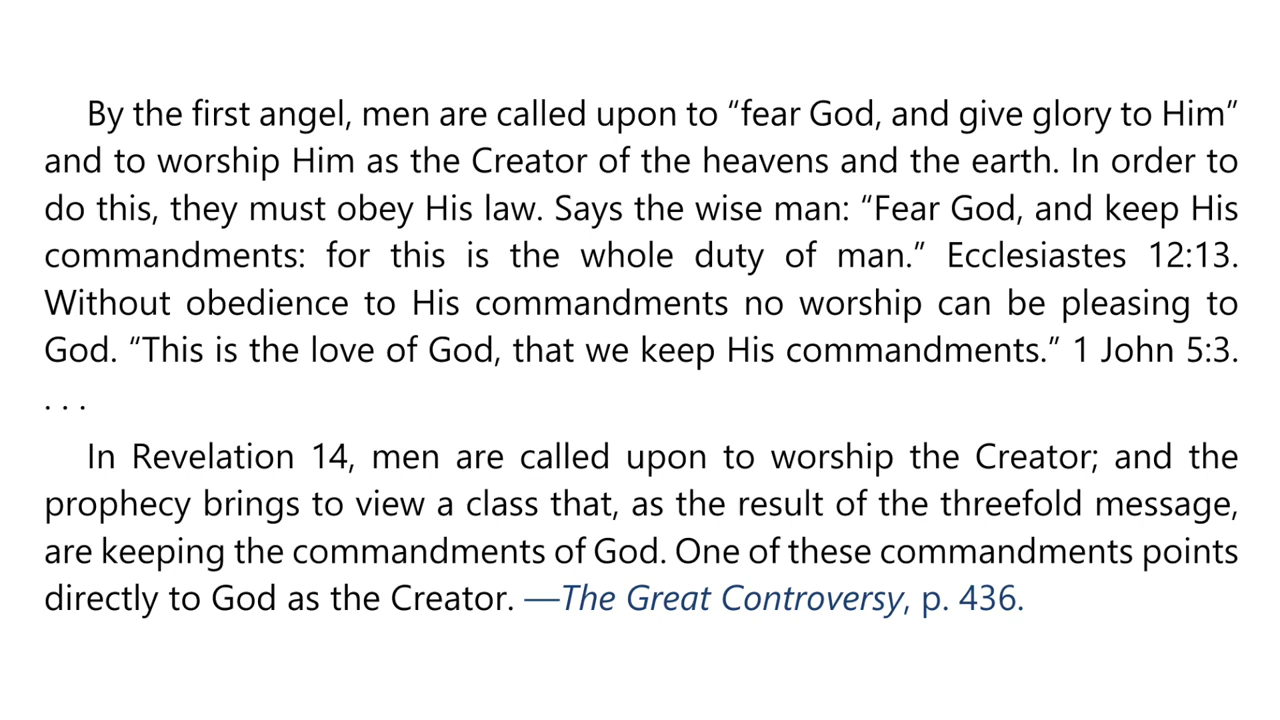 By the first angel, men are called upon to “fear God, and give glory to Him”
and to worship Him as the Creator of the heavens and the earth. In order to
do this, they must obey His law. Says the wise man: “Fear God, and keep His
commandments: for this is the whole duty of man.” Ecclesiastes 12:13.
Without obedience to His commandments no worship can be pleasing to
God. “This is the love of God, that we keep His commandments.” 1 John 5:3.
. . .
In Revelation 14, men are called upon to worship the Creator; and the
prophecy brings to view a class that, as the result of the threefold message,
are keeping the commandments of God. One of these commandments points
directly to God as the Creator. —The Great Controversy, p. 436.